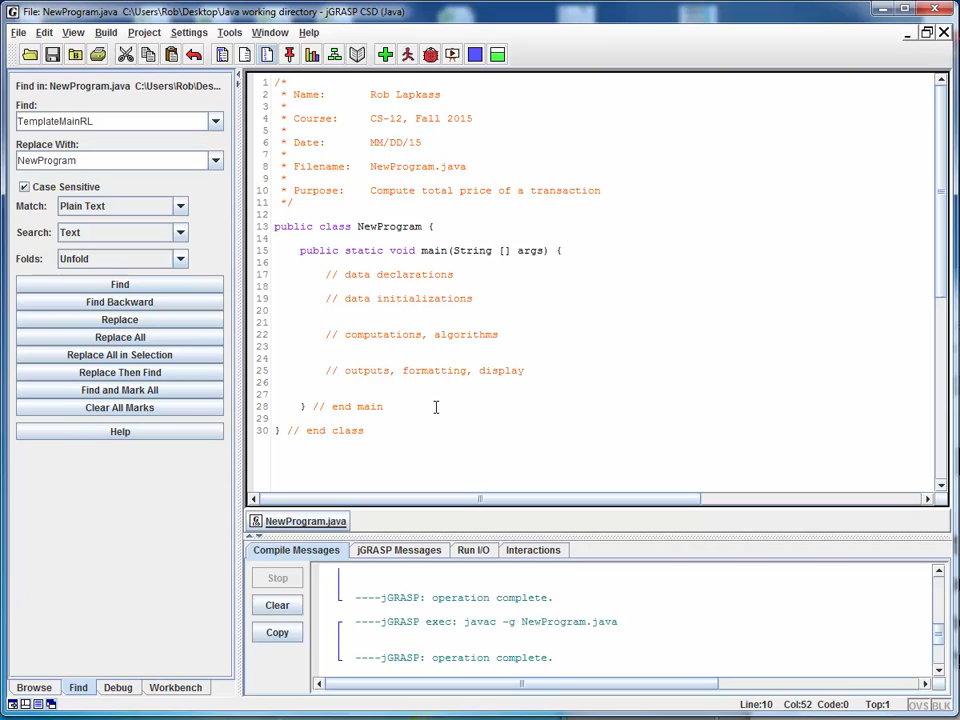 File: NewProgram.java C:\Users\Rob\Desktop\Java working directory - jGRASP CSD (Java)
File Edit View Build Project Settings Tools Window Help
Find in: NewProgram.java C:\Users\Rob\Des...
Find:
TemplateMainRL
Replace With:
NewProgram
Case Sensitive
Match: Plain Text
Search: Text
Folds: Unfold
Find
Find Backward
Replace
Replace All
Replace All in Selection
Replace Then Find
Find and Mark All
Clear All Marks
Help
Browse Find Debug Workbench
1 /*
2 * Name: Rob Lapkass
3 *
4 * Course: CS-12, Fall 2015
5 *
6 * Date: MM/DD/15
7 *
8 * Filename: NewProgram.java
9 *
10 * Purpose: Compute total price of a transaction
11 */
12
13 public class NewProgram {
14
15 public static void main(String [] args) {
16
17 // data declarations
18
19 // data initializations
20
21
22 // computations, algorithms
23
24
25 // outputs, formatting, display
26
27
28 } // end main
29
30 } // end class
NewProgram.java
Compile Messages jGRASP Messages Run I/O Interactions
Stop
Clear
Copy
----jGRASP: operation complete.
----jGRASP exec: javac -g NewProgram.java
----jGRASP: operation complete.
Line:10 Col:52 Code:0 Top:1 OVS BLK